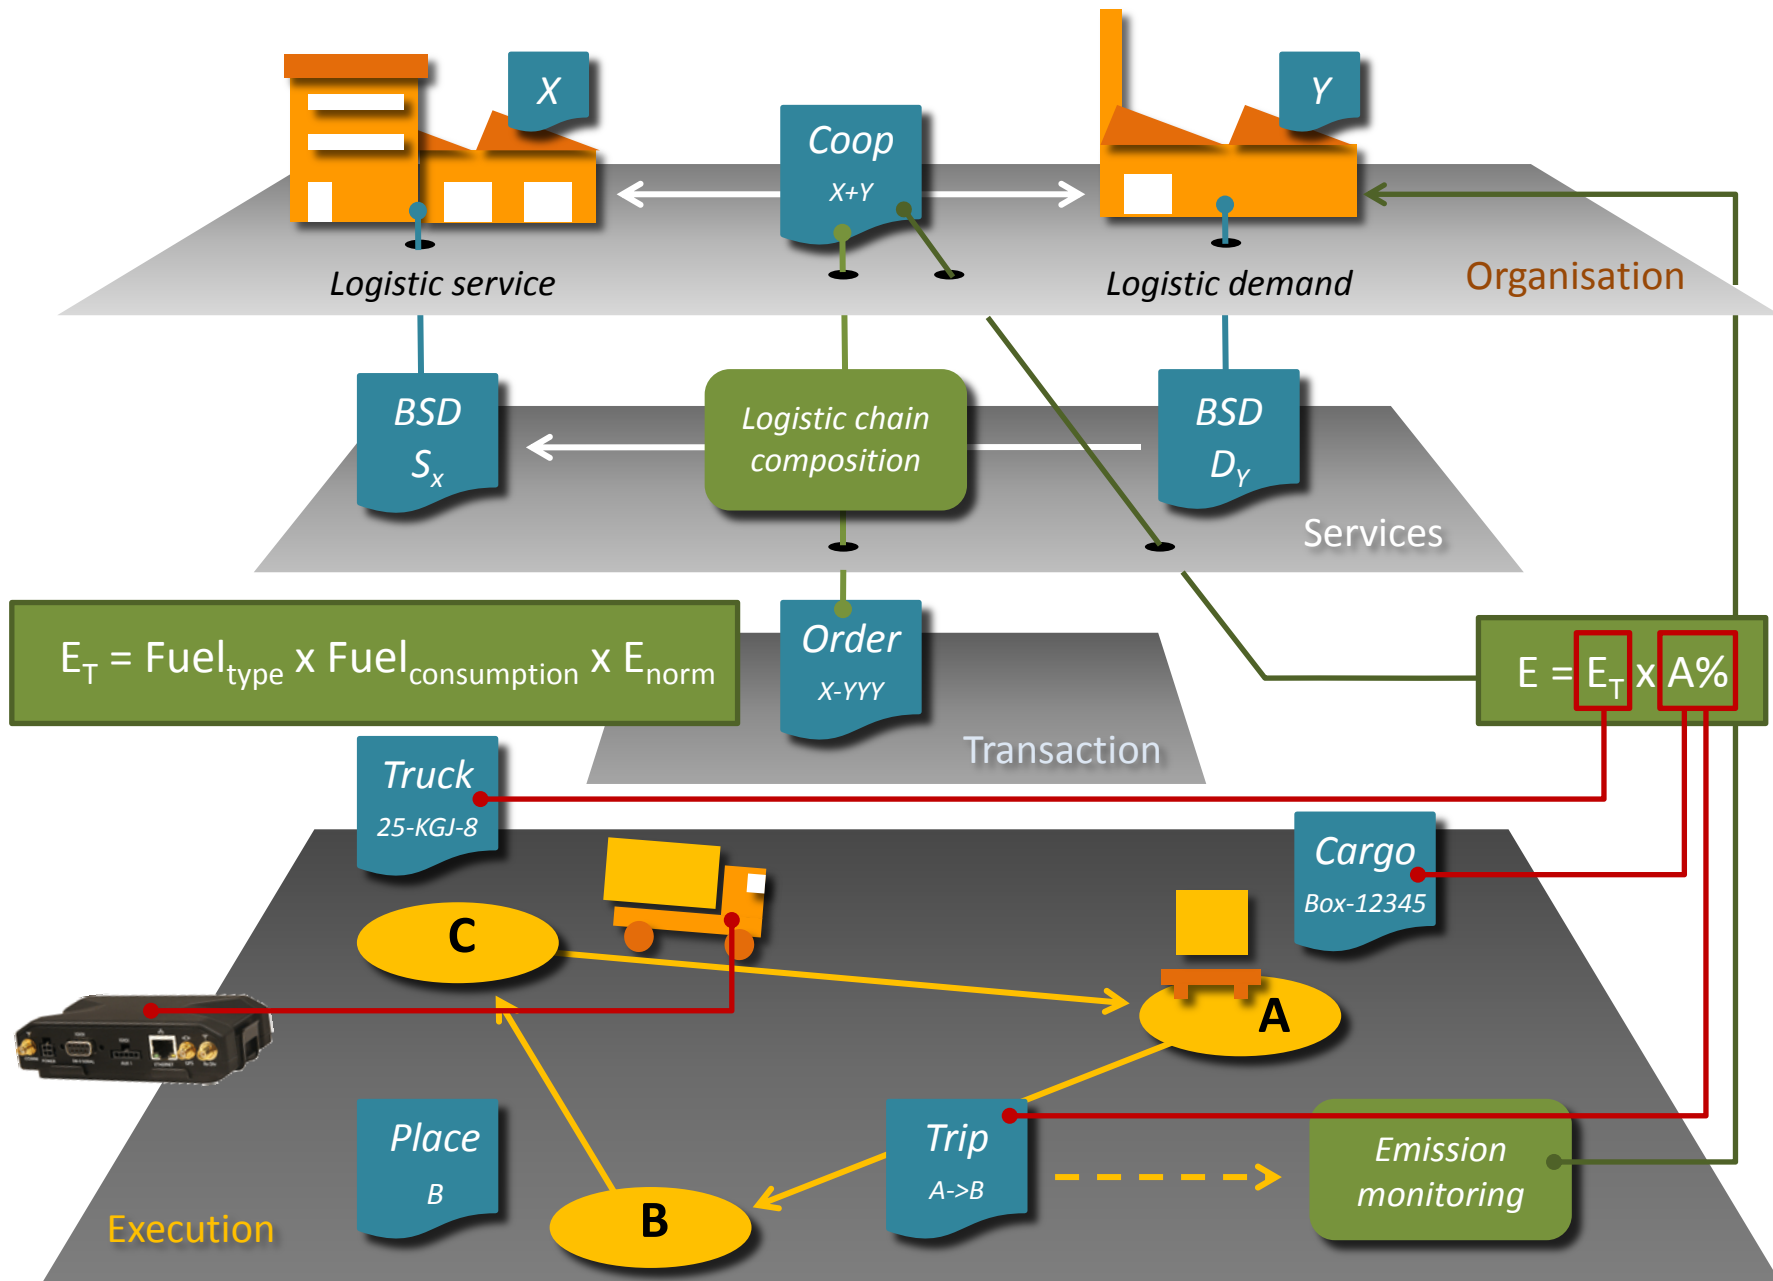 X
Y
Coop
X+Y
Logistic service
Logistic demand
Organisation
BSD
Sx
Logistic chain
composition
BSD
DY
Services
ET = Fueltype x Fuelconsumption x Enorm
Order
X-YYY
E = ET x A%
Transaction
Truck
25-KGJ-8
Cargo
Box-12345
C
A
Place
B
Trip
A->B
Emission
monitoring
B
Execution